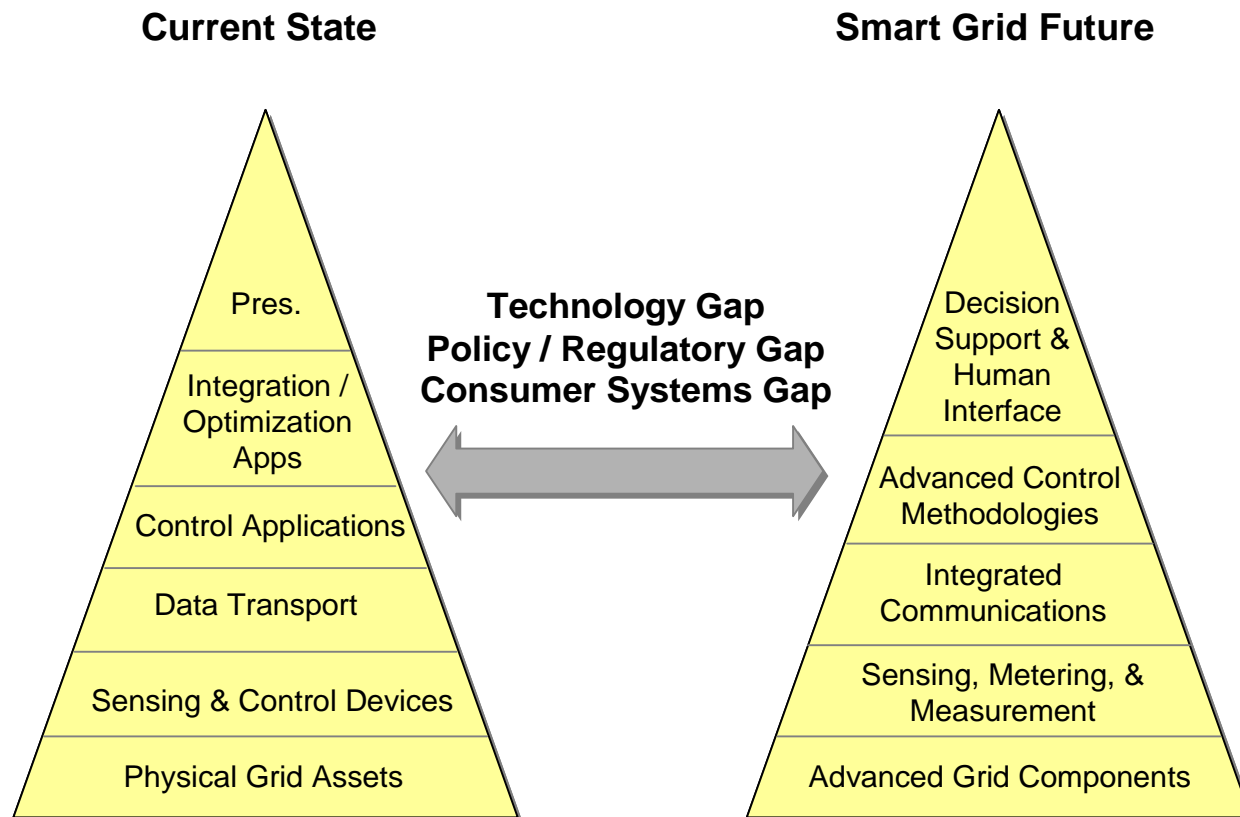 Current State
Smart Grid Future
Pres.
Integration /
Optimization
Apps
Control Applications
Data Transport
Sensing & Control Devices
Physical Grid Assets
Technology Gap
Policy / Regulatory Gap
Consumer Systems Gap
Decision
Support &
Human
Interface
Advanced Control
Methodologies
Integrated
Communications
Sensing, Metering, &
Measurement
Advanced Grid Components